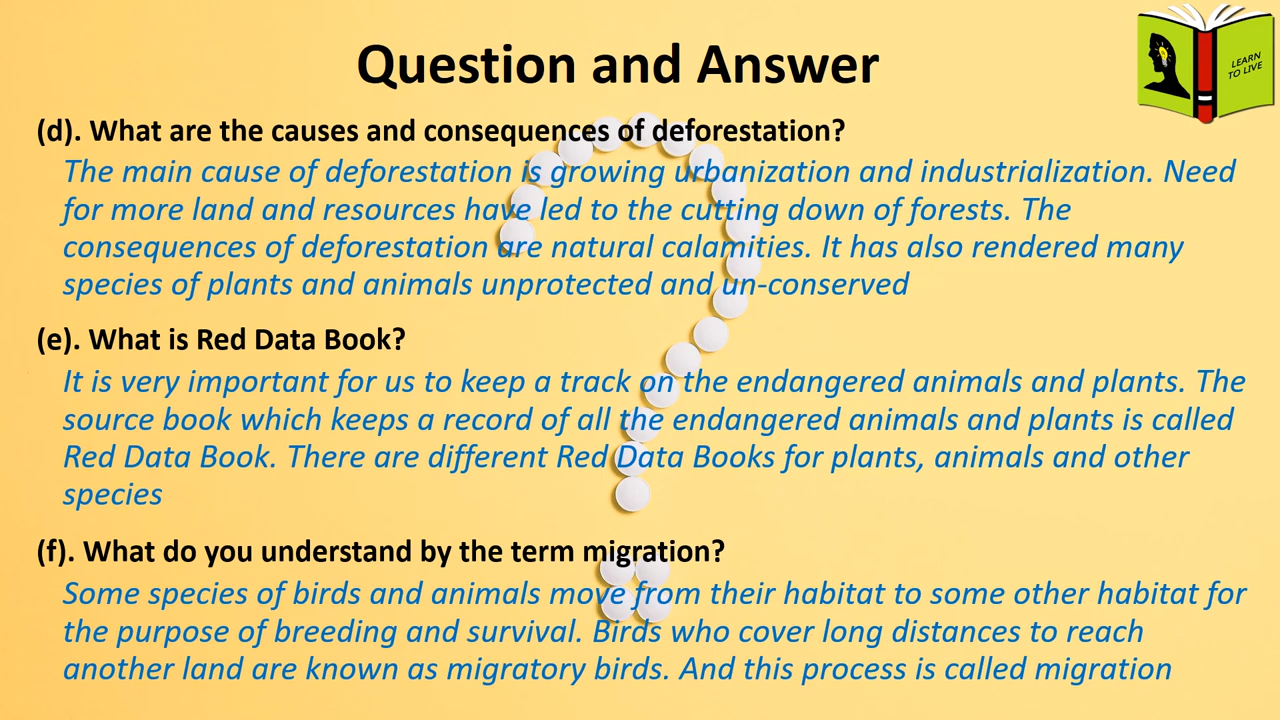 Question and Answer
LEARN
TO LIVE
(d). What are the causes and consequences of deforestation?
The main cause of deforestation is growing urbanization and industrialization. Need
for more land and resources have led to the cutting down of forests. The
consequences of deforestation are natural calamities. It has also rendered many
species of plants and animals unprotected and un-conserved
(e). What is Red Data Book?
It is very important for us to keep a track on the endangered animals and plants. The
source book which keeps a record of all the endangered animals and plants is called
Red Data Book. There are different Red Data Books for plants, animals and other
species
(f). What do you understand by the term migration?
Some species of birds and animals move from their habitat to some other habitat for
the purpose of breeding and survival. Birds who cover long distances to reach
another land are known as migratory birds. And this process is called migration